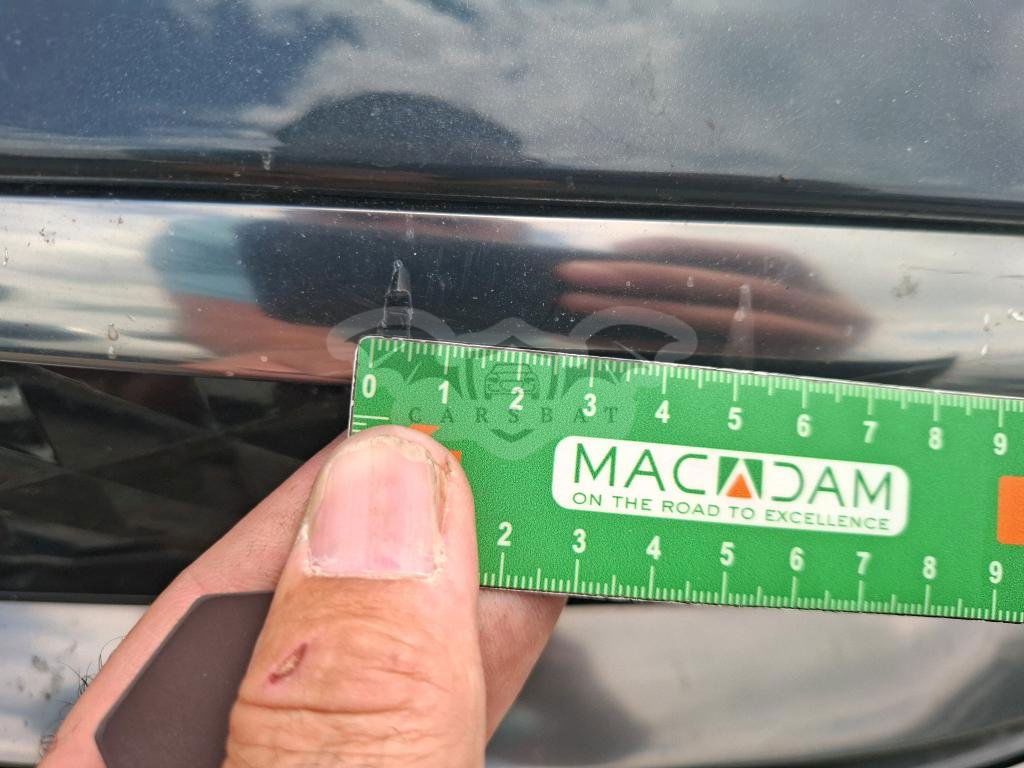 0 1 2 3 4 5 6 7 8 9
CARSBAT
MACADAM
ON THE ROAD TO EXCELLENCE
2 3 4 5 6 7 8 9